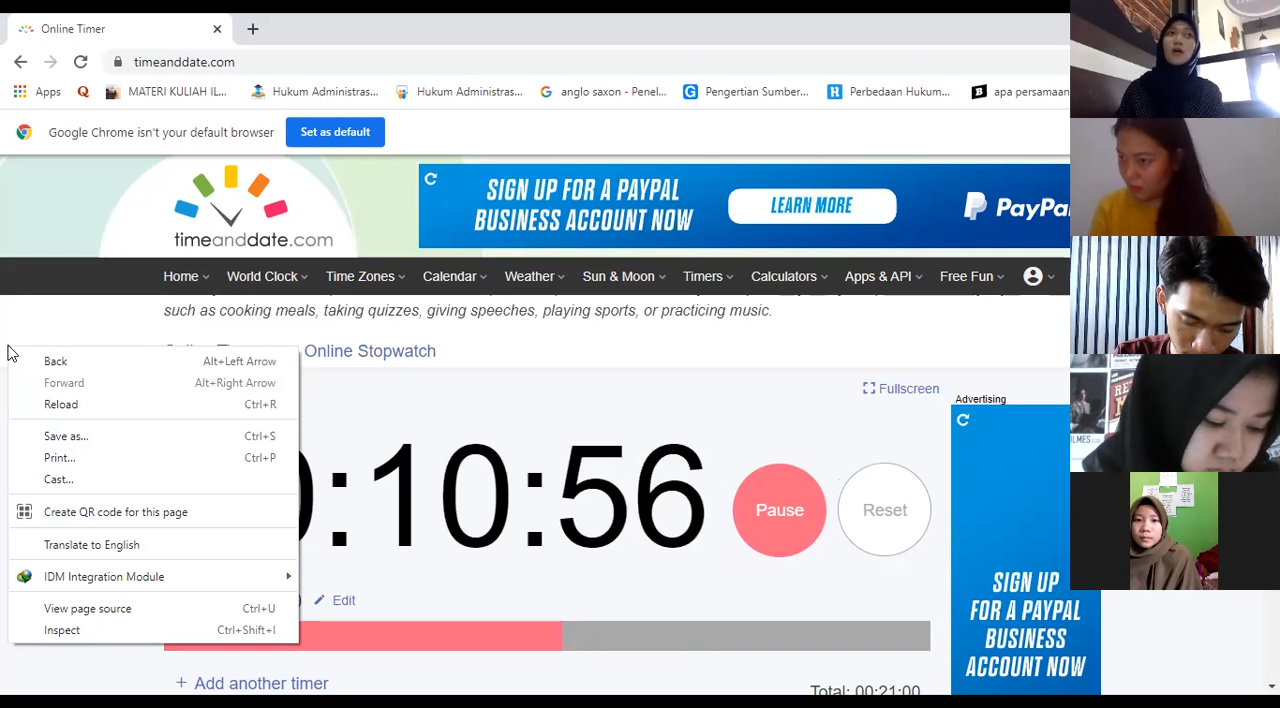 Online Timer
timeanddate.com
Apps
MATERI KULIAH IL...
Hukum Administras...
Hukum Administras...
anglo saxon - Penel...
Pengertian Sumber...
Perbedaan Hukum...
apa persamaan
Google Chrome isn't your default browser
Set as default
timeanddate.com
SIGN UP FOR A PAYPAL
BUSINESS ACCOUNT NOW
LEARN MORE
PayPa
Home
World Clock
Time Zones
Calendar
Weather
Sun & Moon
Timers
Calculators
Apps & API
Free Fun
such as cooking meals, taking quizzes, giving speeches, playing sports, or practicing music.
Online Stopwatch
Back Alt+Left Arrow
Forward Alt+Right Arrow
Reload Ctrl+R
Save as... Ctrl+S
Print... Ctrl+P
Cast...
Create QR code for this page
Translate to English
IDM Integration Module
View page source Ctrl+U
Inspect Ctrl+Shift+I
Fullscreen
0:10:56
Pause
Reset
Edit
+ Add another timer
Total: 00:21:00
Advertising
SIGN UP
FOR A PAYPAL
BUSINESS
ACCOUNT NOW